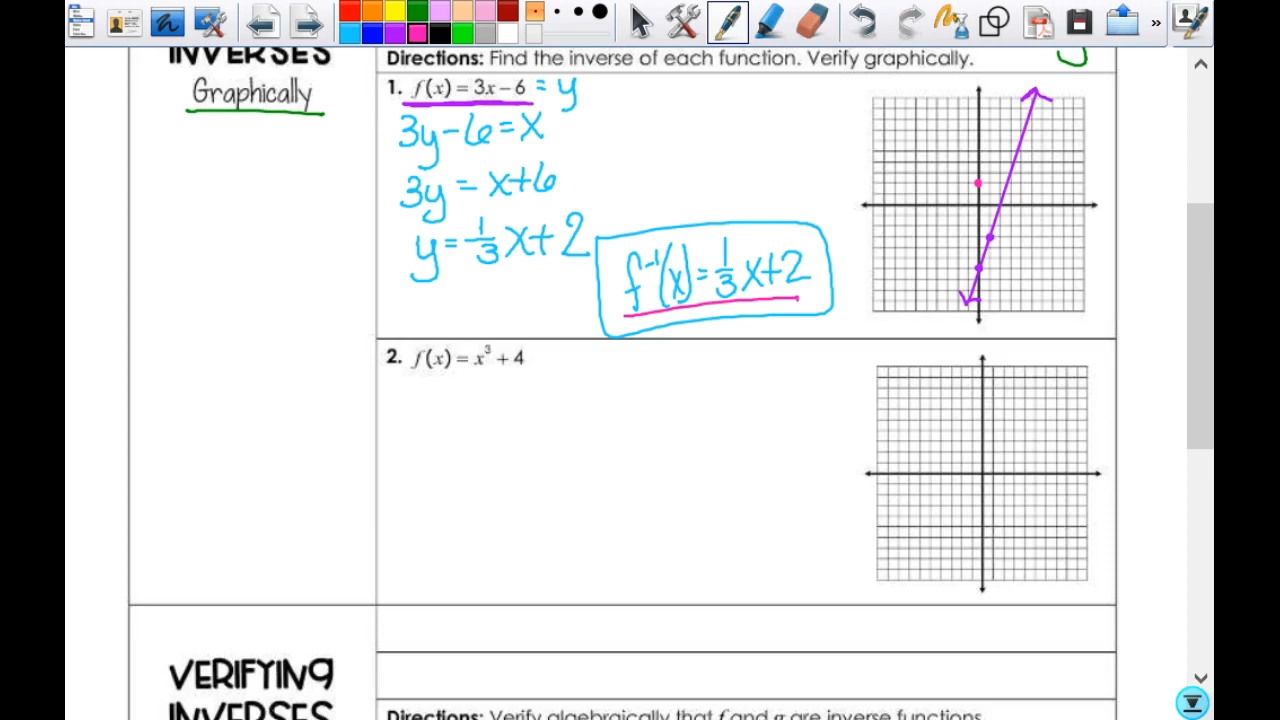 INVERSES
Graphically
Directions: Find the inverse of each function. Verify graphically.
1. f(x) = 3x – 6 = y
3y - 6 = x
3y = x + 6
y = 1/3 x + 2
f⁻¹(x) = 1/3 x + 2
2. f(x) = x³ + 4
VERIFYING
INVERSES
Directions: Verify algebraically that f and g are inverse functions.
»